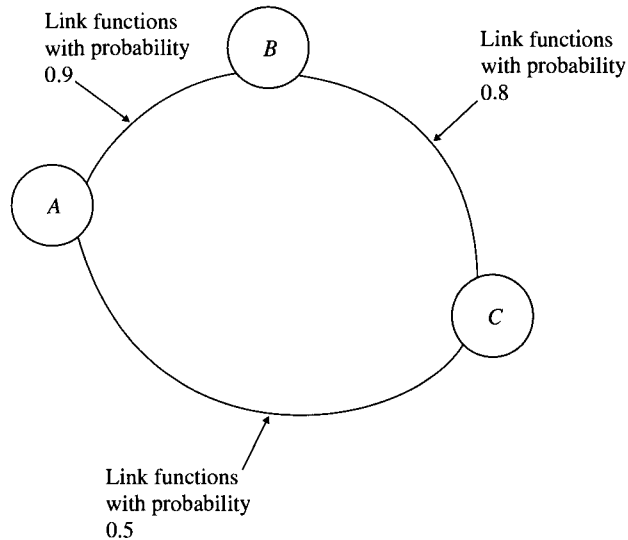 Link functions
with probability
0.9
B
Link functions
with probability
0.8
A
C
Link functions
with probability
0.5